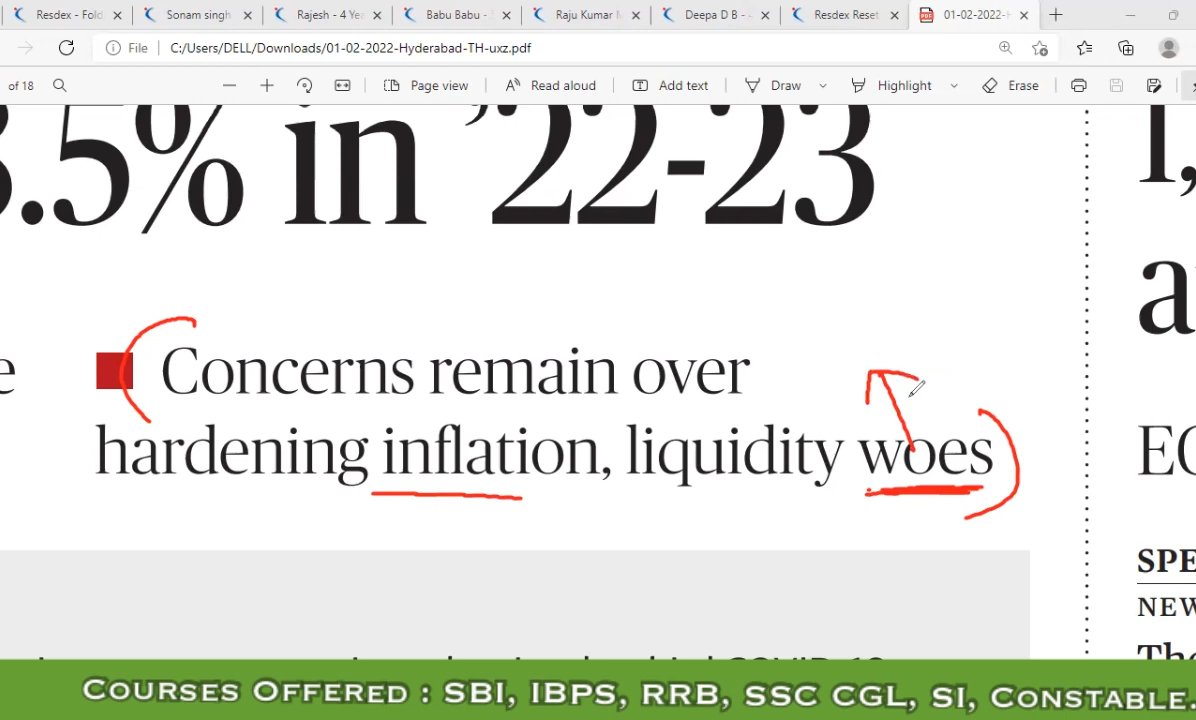 Resdex - Fold Sonam singh Rajesh - 4 Yea Babu Babu - Raju Kumar Deepa D B - Resdex Reset 01-02-2022-H
File C:/Users/DELL/Downloads/01-02-2022-Hyderabad-TH-uxz.pdf
of 18 Page view Read aloud Add text Draw Highlight Erase
.5% in ’22-23
Concerns remain over
hardening inflation, liquidity woes
SPE
NEW
Courses Offered : SBI, IBPS, RRB, SSC CGL, SI, Constable.